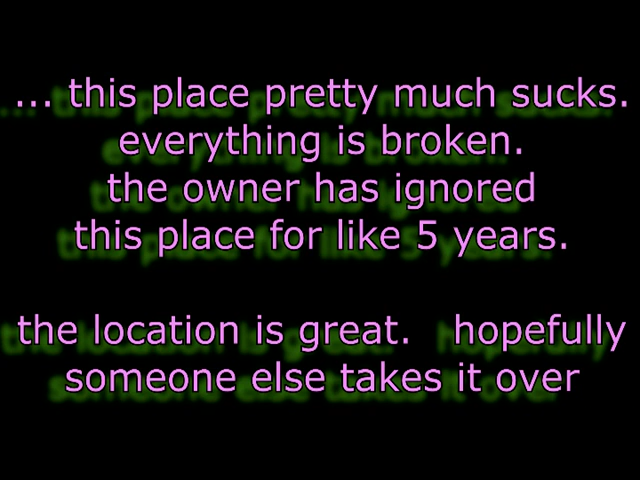 ... this place pretty much sucks.
everything is broken.
the owner has ignored
this place for like 5 years.
the location is great. hopefully
someone else takes it over